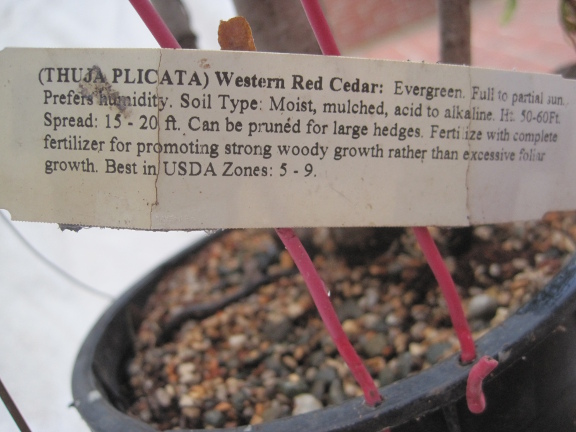 (THUJA PLICATA) Western Red Cedar: Evergreen. Full to partial sun.
Prefers humidity. Soil Type: Moist, mulched, acid to alkaline. Ht. 50-60Ft.
Spread: 15 - 20 ft. Can be pruned for large hedges. Fertilize with complete
fertilizer for promoting strong woody growth rather than excessive foliar
growth. Best in USDA Zones: 5 - 9.